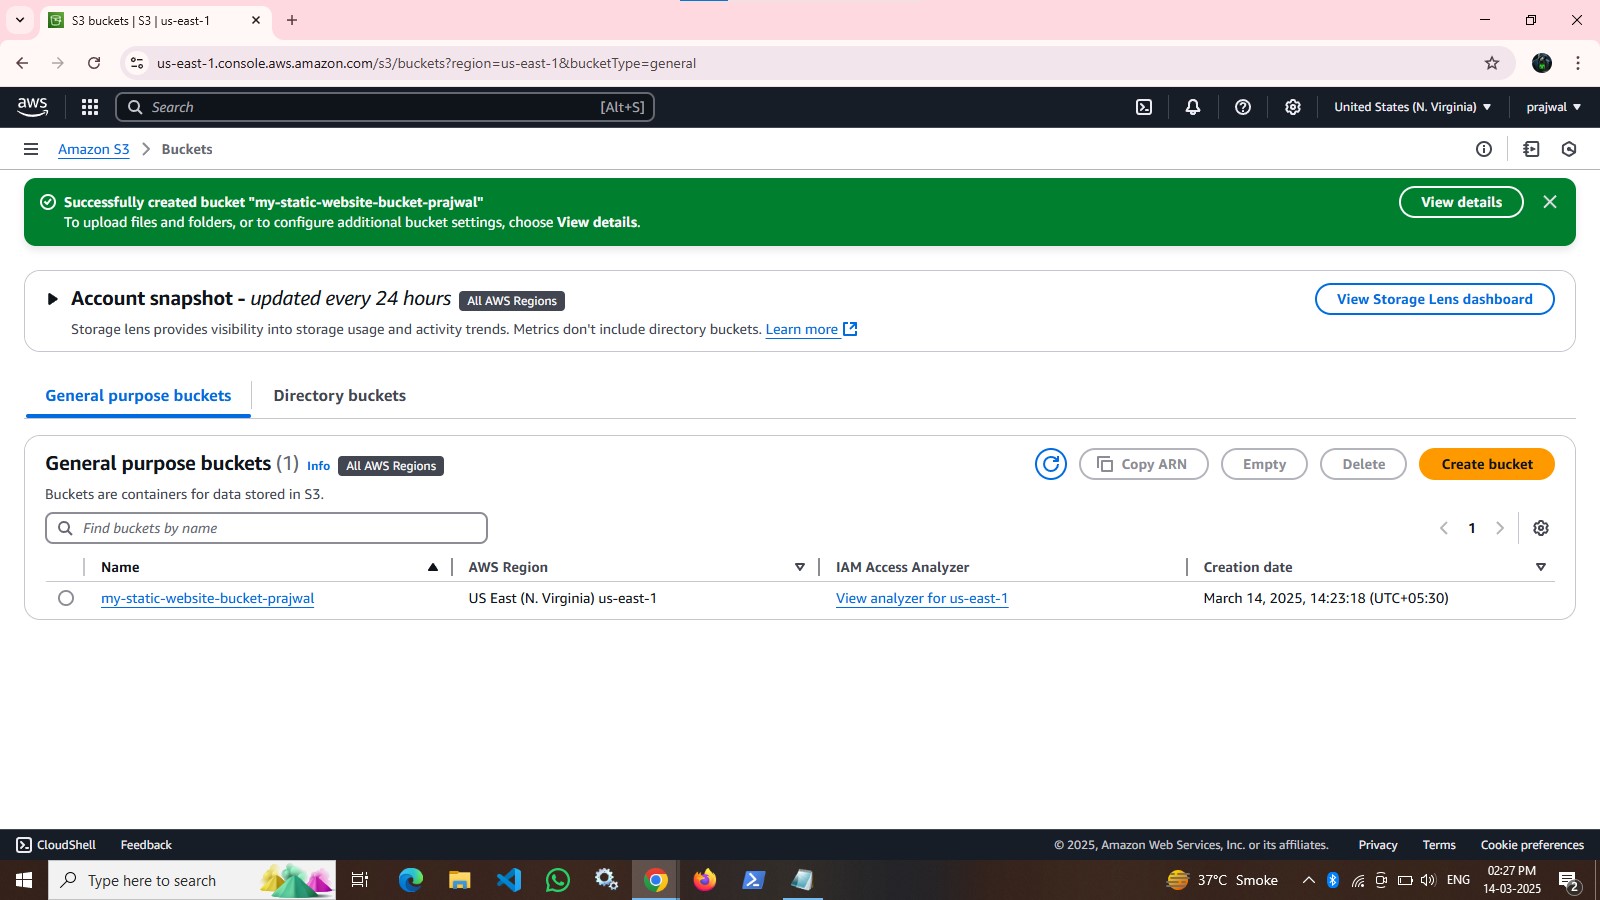 S3 buckets | S3 | us-east-1
us-east-1.console.aws.amazon.com/s3/buckets?region=us-east-1&bucketType=general
aws
Search [Alt+S]
United States (N. Virginia)
prajwal
Amazon S3 > Buckets
Successfully created bucket "my-static-website-bucket-prajwal"
To upload files and folders, or to configure additional bucket settings, choose View details.
View details
Account snapshot - updated every 24 hours All AWS Regions
View Storage Lens dashboard
Storage lens provides visibility into storage usage and activity trends. Metrics don't include directory buckets. Learn more
General purpose buckets
Directory buckets
General purpose buckets (1) Info All AWS Regions
Copy ARN
Empty
Delete
Create bucket
Buckets are containers for data stored in S3.
Find buckets by name
1
Name AWS Region IAM Access Analyzer Creation date
my-static-website-bucket-prajwal US East (N. Virginia) us-east-1 View analyzer for us-east-1 March 14, 2025, 14:23:18 (UTC+05:30)
CloudShell Feedback
© 2025, Amazon Web Services, Inc. or its affiliates. Privacy Terms Cookie preferences
Type here to search
37°C Smoke
ENG
02:27 PM
14-03-2025
2